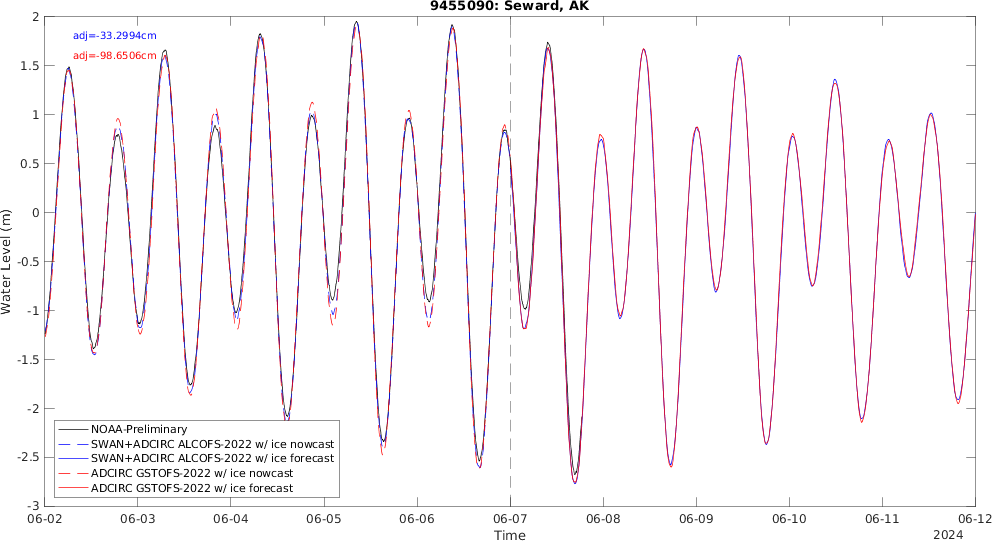 9455090: Seward, AK
adj=-33.2994cm
adj=-98.6506cm
2
1.5
1
0.5
0
-0.5
-1
-1.5
-2
-2.5
-3
Water Level (m)
NOAA-Preliminary
SWAN+ADCIRC ALCOFS-2022 w/ ice nowcast
SWAN+ADCIRC ALCOFS-2022 w/ ice forecast
ADCIRC GSTOFS-2022 w/ ice nowcast
ADCIRC GSTOFS-2022 w/ ice forecast
06-02 06-03 06-04 06-05 06-06 06-07 06-08 06-09 06-10 06-11 06-12
Time
2024